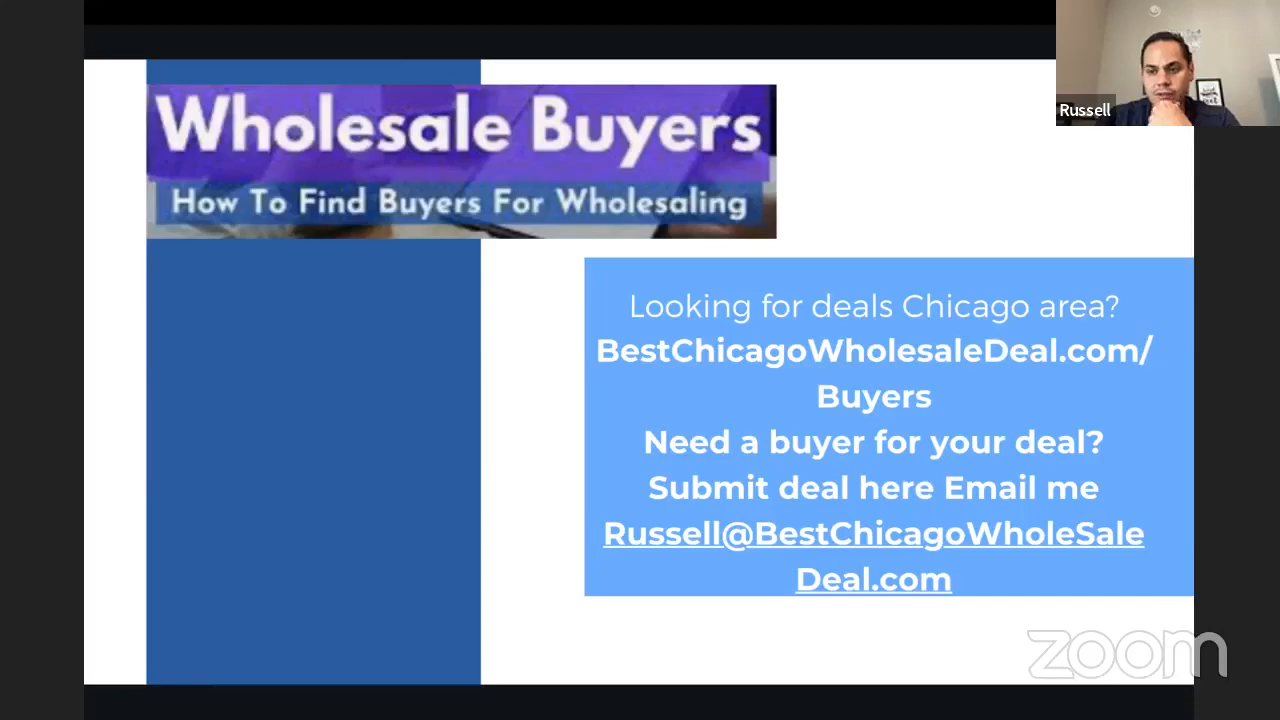 Wholesale Buyers
How To Find Buyers For Wholesaling
Russell
Looking for deals Chicago area?
BestChicagoWholesaleDeal.com/
Buyers
Need a buyer for your deal?
Submit deal here Email me
Russell@BestChicagoWholeSale
Deal.com
zoom